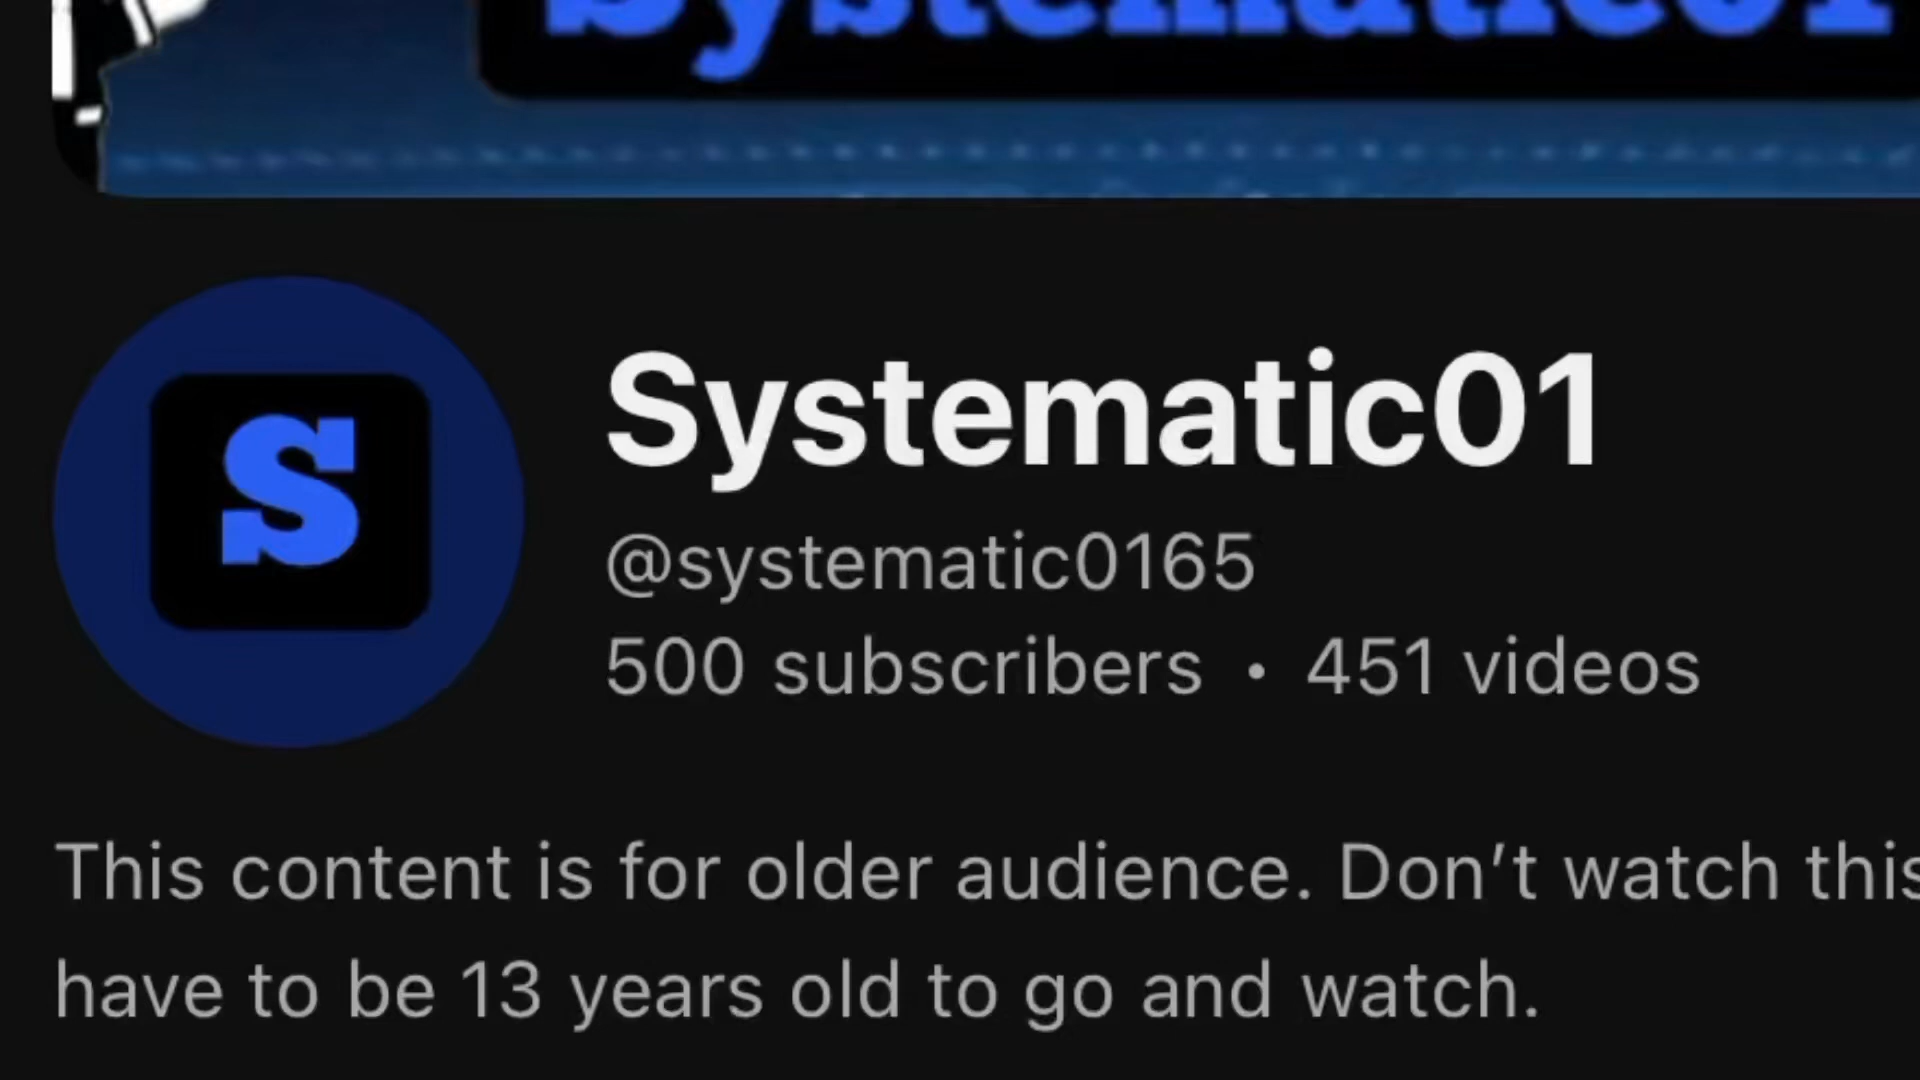 Systematic01
S
Systematic01
@systematic0165
500 subscribers • 451 videos
This content is for older audience. Don’t watch this
have to be 13 years old to go and watch.